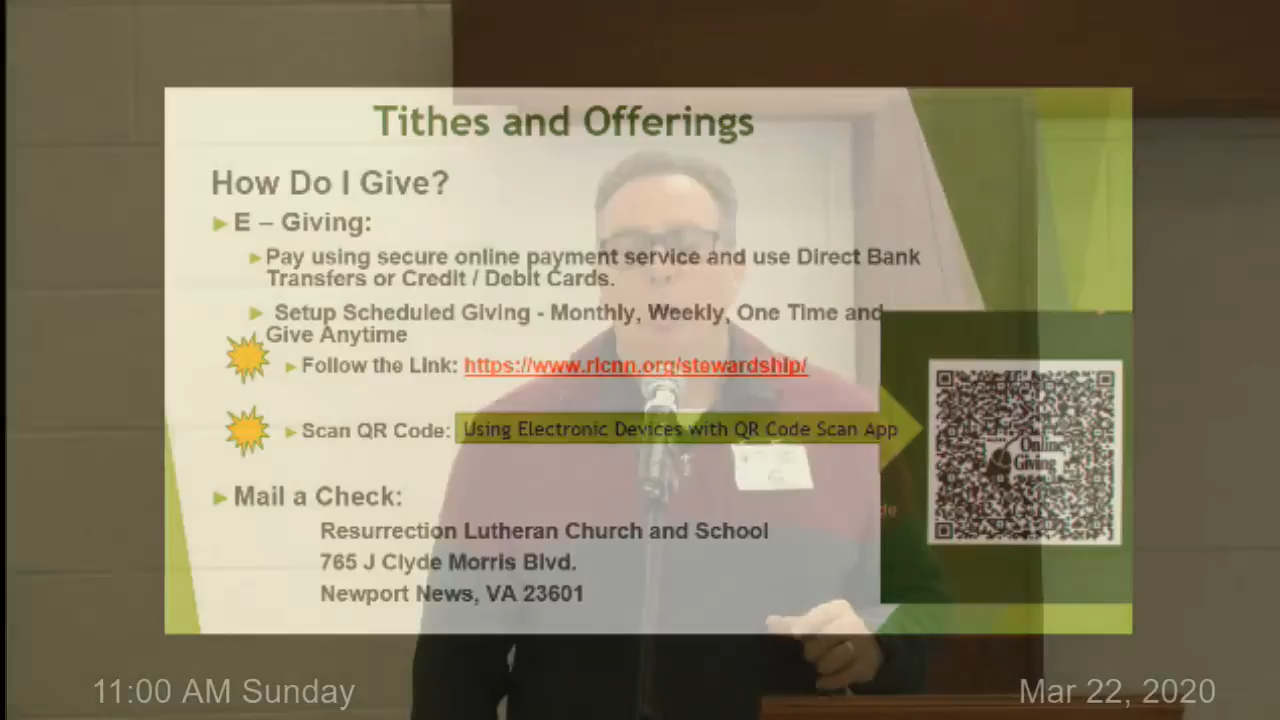 Tithes and Offerings
How Do I Give?
E – Giving:
Pay using secure online payment service and use Direct Bank
Transfers or Credit / Debit Cards.
Setup Scheduled Giving - Monthly, Weekly, One Time and
Give Anytime
Follow the Link: https://www.rlcnn.org/stewardship/
Scan QR Code: Using Electronic Devices with QR Code Scan App
Online
Giving
Mail a Check:
Resurrection Lutheran Church and School
765 J Clyde Morris Blvd.
Newport News, VA 23601
11:00 AM Sunday
Mar 22, 2020